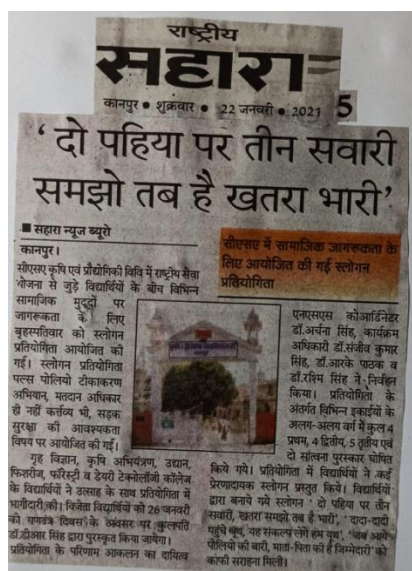 राष्ट्रीय
सहारा
कानपुर • शुक्रवार • 22 जनवरी • 2021 5
‘ दो पहिया पर तीन सवारी
समझो तब है खतरा भारी’
■ सहारा न्यूज ब्यूरो
कानपुर।
सीएसए कृषि एवं प्रौद्योगिकी विवि में राष्ट्रीय सेवा
योजना से जुड़े विद्यार्थियों के बीच विभिन्न
सामाजिक मुद्दों पर
जागरूकता के लिए
बृहस्पतिवार को स्लोगन
प्रतियोगिता आयोजित की
गई। स्लोगन प्रतियोगिता
पल्स पोलियो टीकाकरण
अभियान, मतदान अधिकार
ही नहीं कर्त्तव्य भी, सड़क
सुरक्षा की आवश्यकता
विषय पर आयोजित की गई।
गृह विज्ञान, कृषि अभियंत्रण, उद्यान,
फिशरीज, फॉरेस्ट्री व डेयरी टेक्नोलॉजी कॉलेज
के विद्यार्थियों ने उत्साह के साथ प्रतियोगिता में
भागीदारी की। विजेता विद्यार्थियों को 26 जनवरी
को गणतंत्र दिवस के अवसर पर कुलपति
डॉ.डीआर सिंह द्वारा पुरस्कृत किया जायेगा।
प्रतियोगिता के परिणाम आकलन का दायित्व
सीएसए में सामाजिक जागरूकता के
लिए आयोजित की गई स्लोगन
प्रतियोगिता
एनएसएस कोआर्डिनेटर
डॉ.अर्चना सिंह, कार्यक्रम
अधिकारी डॉ.संजीव कुमार
सिंह, डॉ.आरके पाठक व
डॉ.रश्मि सिंह ने निर्वहन
किया। प्रतियोगिता के
अंतर्गत विभिन्न इकाईयों के
अलग-अलग वर्ग में कुल 4
प्रथम, 4 द्वितीय, 5 तृतीय एवं
दो सांत्वना पुरस्कार घोषित
किये गये। प्रतियोगिता में विद्यार्थियों ने कई
प्रेरणादायक स्लोगन प्रस्तुत किये। विद्यार्थियों
द्वारा बनाये गये स्लोगन ‘ दो पहिया पर तीन
सवारी, खतरा समझो तब है भारी’, ‘ दादा-दादी
पहुंचे बूथ, यह संकल्प लेंगे हम यूथ’, ‘जब आये
पोलियो की बारी, माता-पिता की है जिम्मेदारी’ को
काफी सराहना मिली।